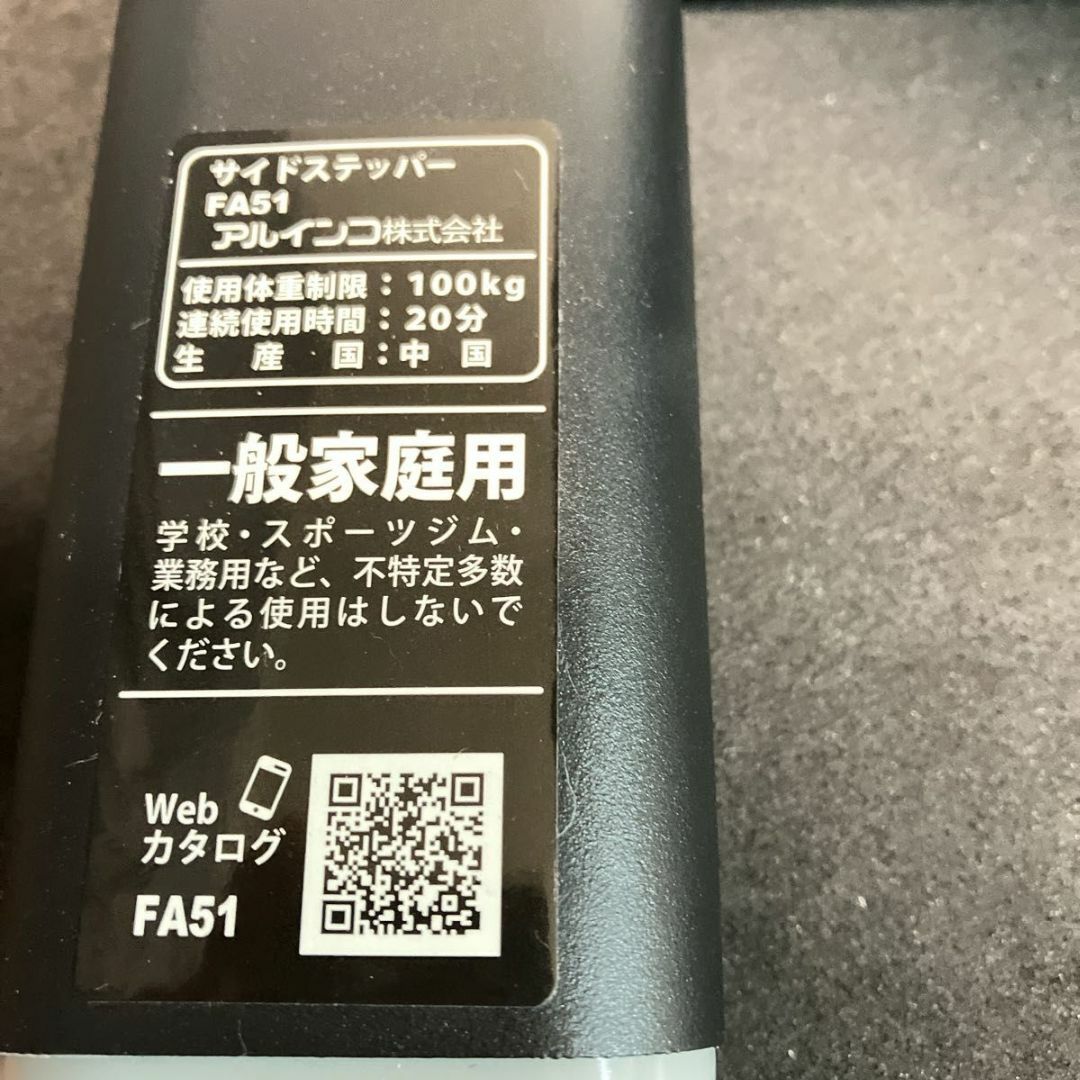 サイドステッパー
FA51
アルインコ株式会社
使用体重制限：100kg
連続使用時間：20分
生産国：中国
一般家庭用
学校・スポーツジム・
業務用など、不特定多数
による使用はしないで
ください。
Web
カタログ
FA51